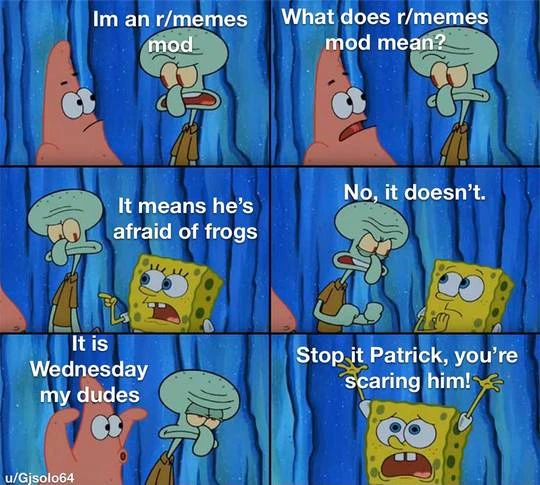 Im an r/memes
mod
What does r/memes
mod mean?
It means he's
afraid of frogs
No, it doesn't.
It is
Wednesday
my dudes
Stop it Patrick, you're
scaring him!
u/Gjsolo64